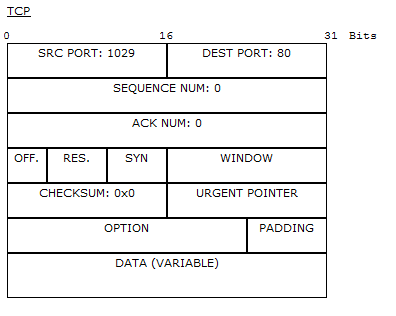 TCP
0 16 31 Bits
SRC PORT: 1029 DEST PORT: 80
SEQUENCE NUM: 0
ACK NUM: 0
OFF. RES. SYN WINDOW
CHECKSUM: 0x0 URGENT POINTER
OPTION PADDING
DATA (VARIABLE)